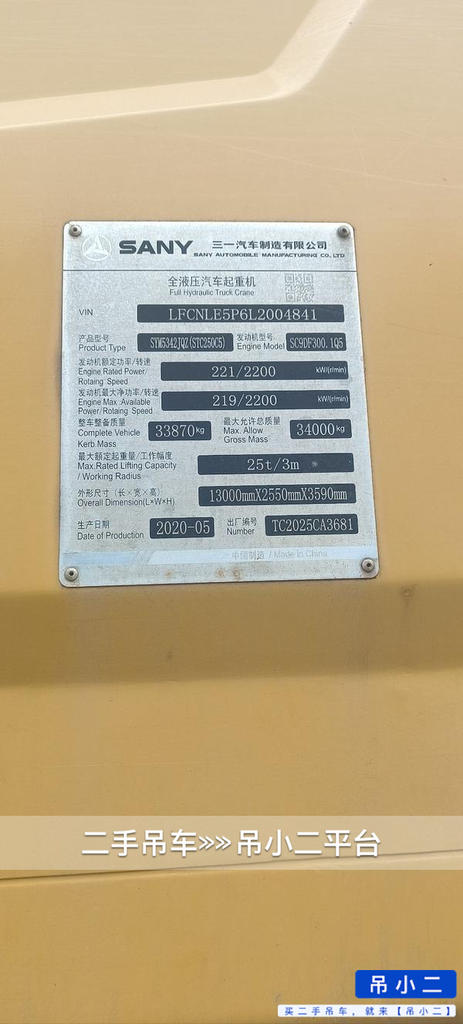 SANY 三一汽车制造有限公司
SANY AUTOMOBILE MANUFACTURING CO., LTD
全液压汽车起重机
Full Hydraulic Truck Crane
VIN LFCNLE5P6L2004841
产品型号 发动机型号
Product Type SYM5342JQZ(STC250C5) Engine Model SC9DF300.1Q5
发动机额定功率/转速
Engine Rated Power/ 221/2200 kW/(r/min)
Rotaing Speed
发动机最大净功率/转速
Engine Max .Available 219/2200 kW/(r/min)
Power/ Rotaing Speed
整车整备质量 最大允许总质量
Complete Vehicle 33870kg Max. Allow 34000kg
Kerb Mass Gross Mass
最大额定起重量/工作幅度
Max.Rated Lifting Capacity 25t/3m
/ Working Radius
外形尺寸（长×宽×高）
Overall Dimension(L×W×H) 13000mmX2550mmX3590mm
生产日期 2020-05 出厂编号 TC2025CA3681
Date of Production Number
中国制造 / Made In China
二手吊车»»吊小二平台
吊小二
买二手吊车，就来【吊小二】